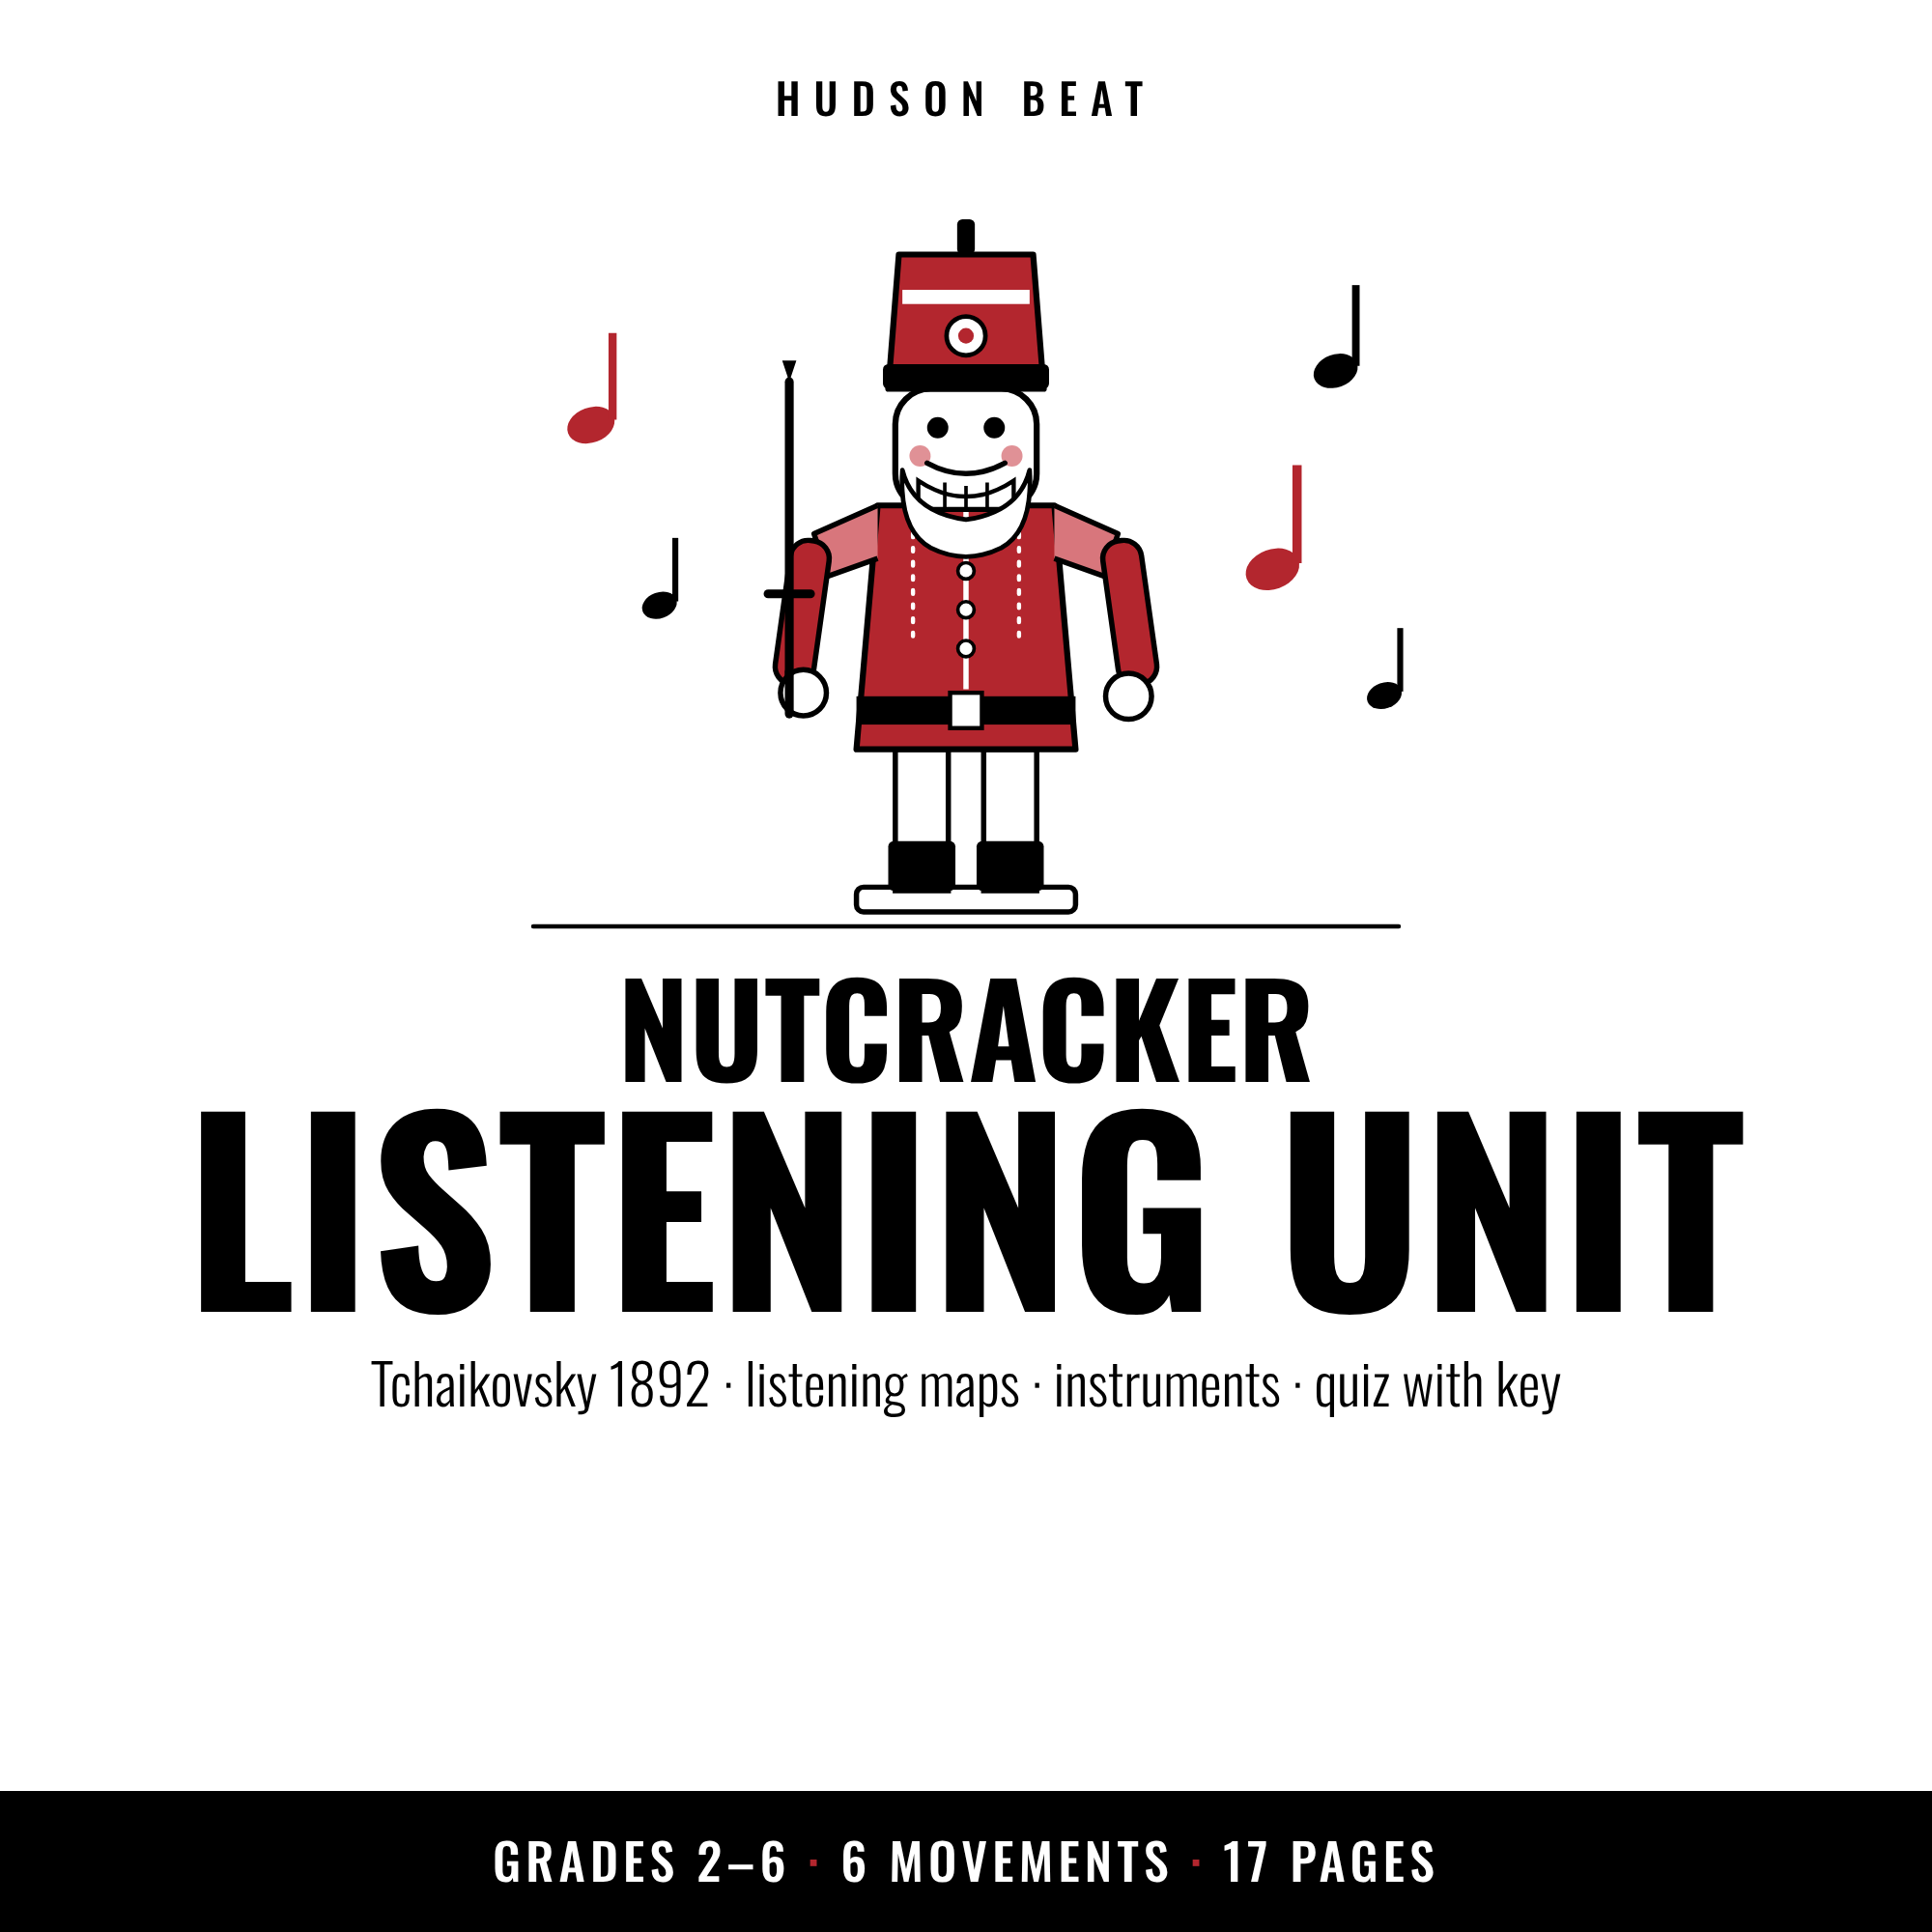 HUDSON BEAT
NUTCRACKER
LISTENING UNIT
Tchaikovsky 1892 · listening maps · instruments · quiz with key
GRADES 2–6 · 6 MOVEMENTS · 17 PAGES